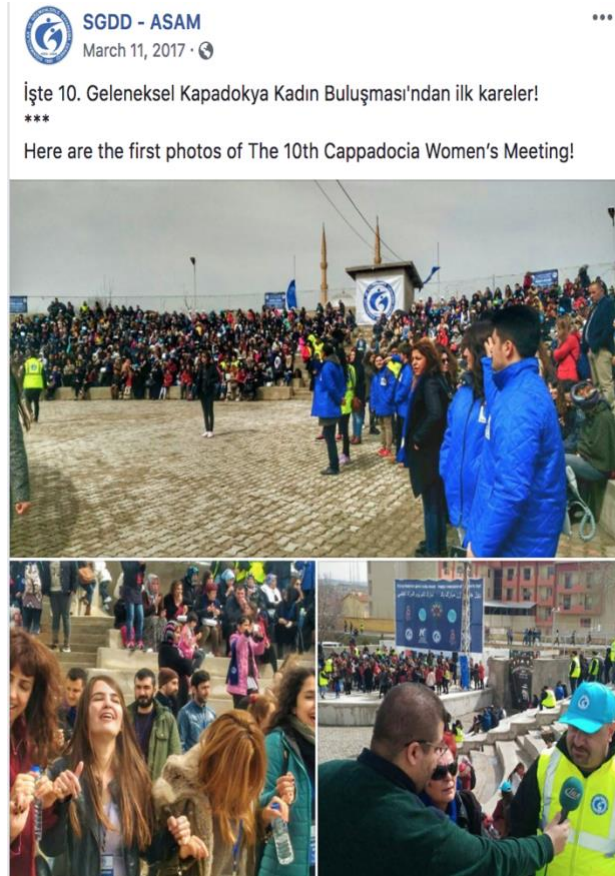 SGDD - ASAM
March 11, 2017 ·
İşte 10. Geleneksel Kapadokya Kadın Buluşması'ndan ilk kareler!
***
Here are the first photos of The 10th Cappadocia Women's Meeting!